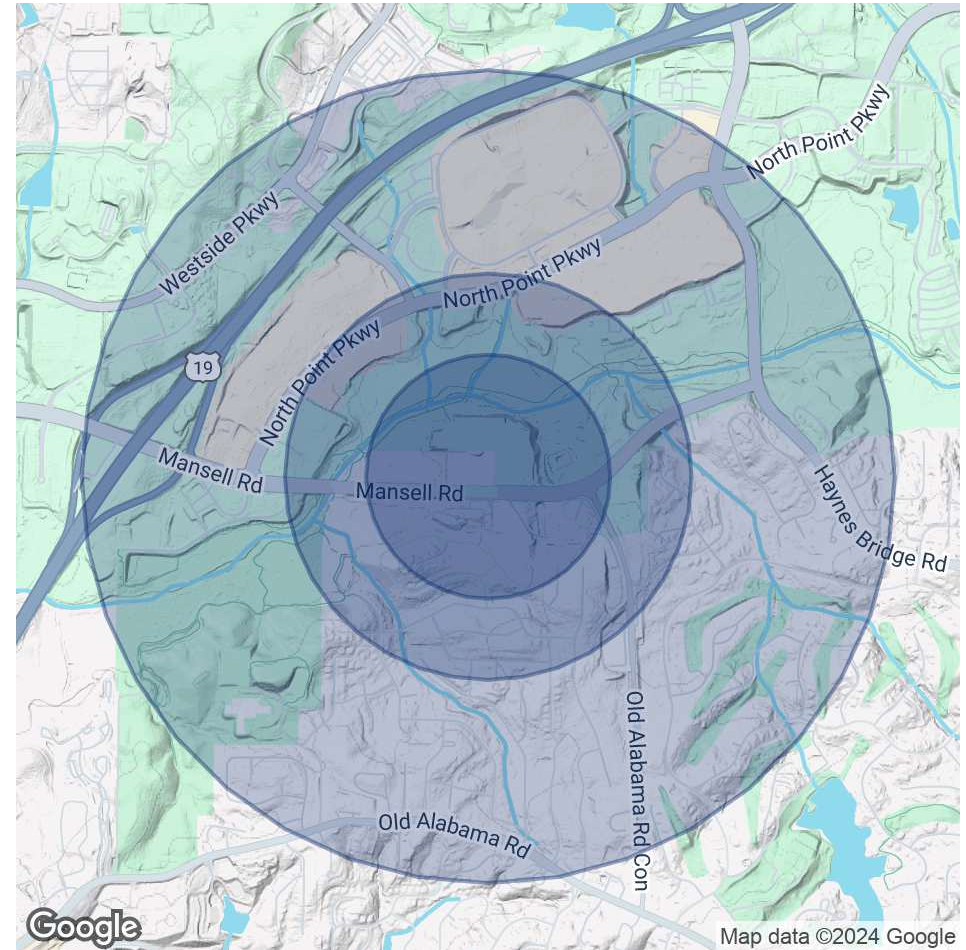 North Point Pkwy
Westside Pkwy
North Point Pkwy
19
North Point Pkwy
Mansell Rd
Mansell Rd
Haynes Bridge Rd
Old Alabama Rd Con
Old Alabama Rd
Google
Map data ©2024 Google